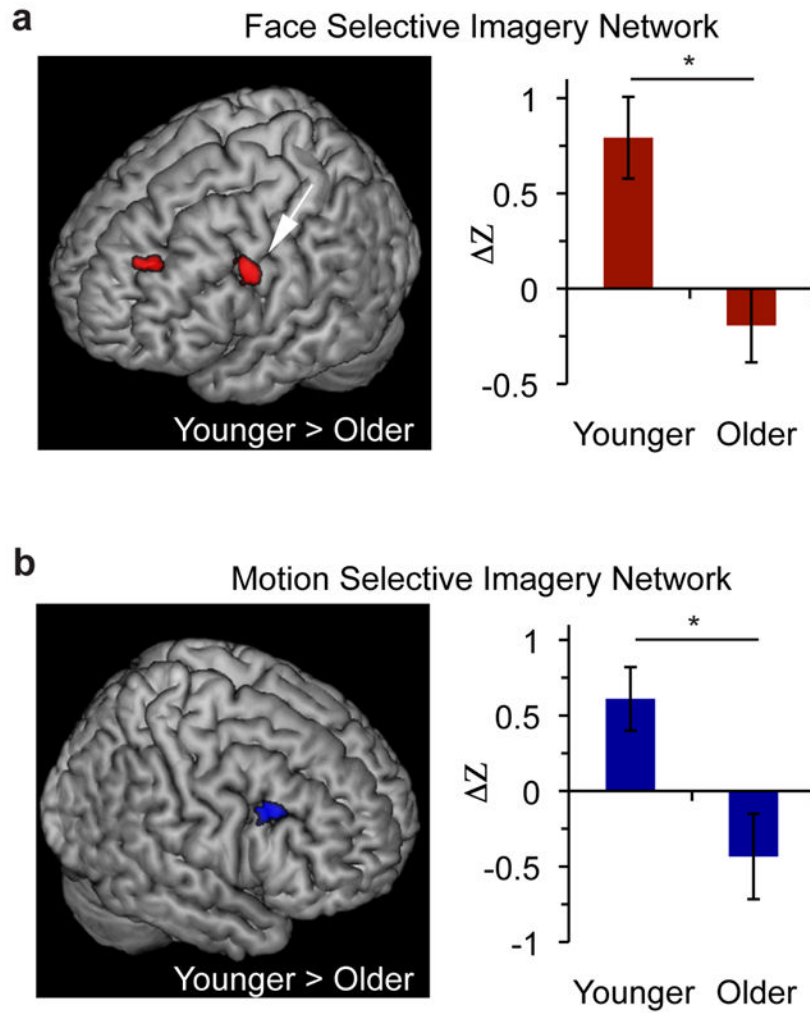 a
Face Selective Imagery Network
*
1
0.5
ΔZ
0
-0.5
Younger > Older
Younger Older
b
Motion Selective Imagery Network
*
1
0.5
ΔZ
0
-0.5
-1
Younger > Older
Younger Older